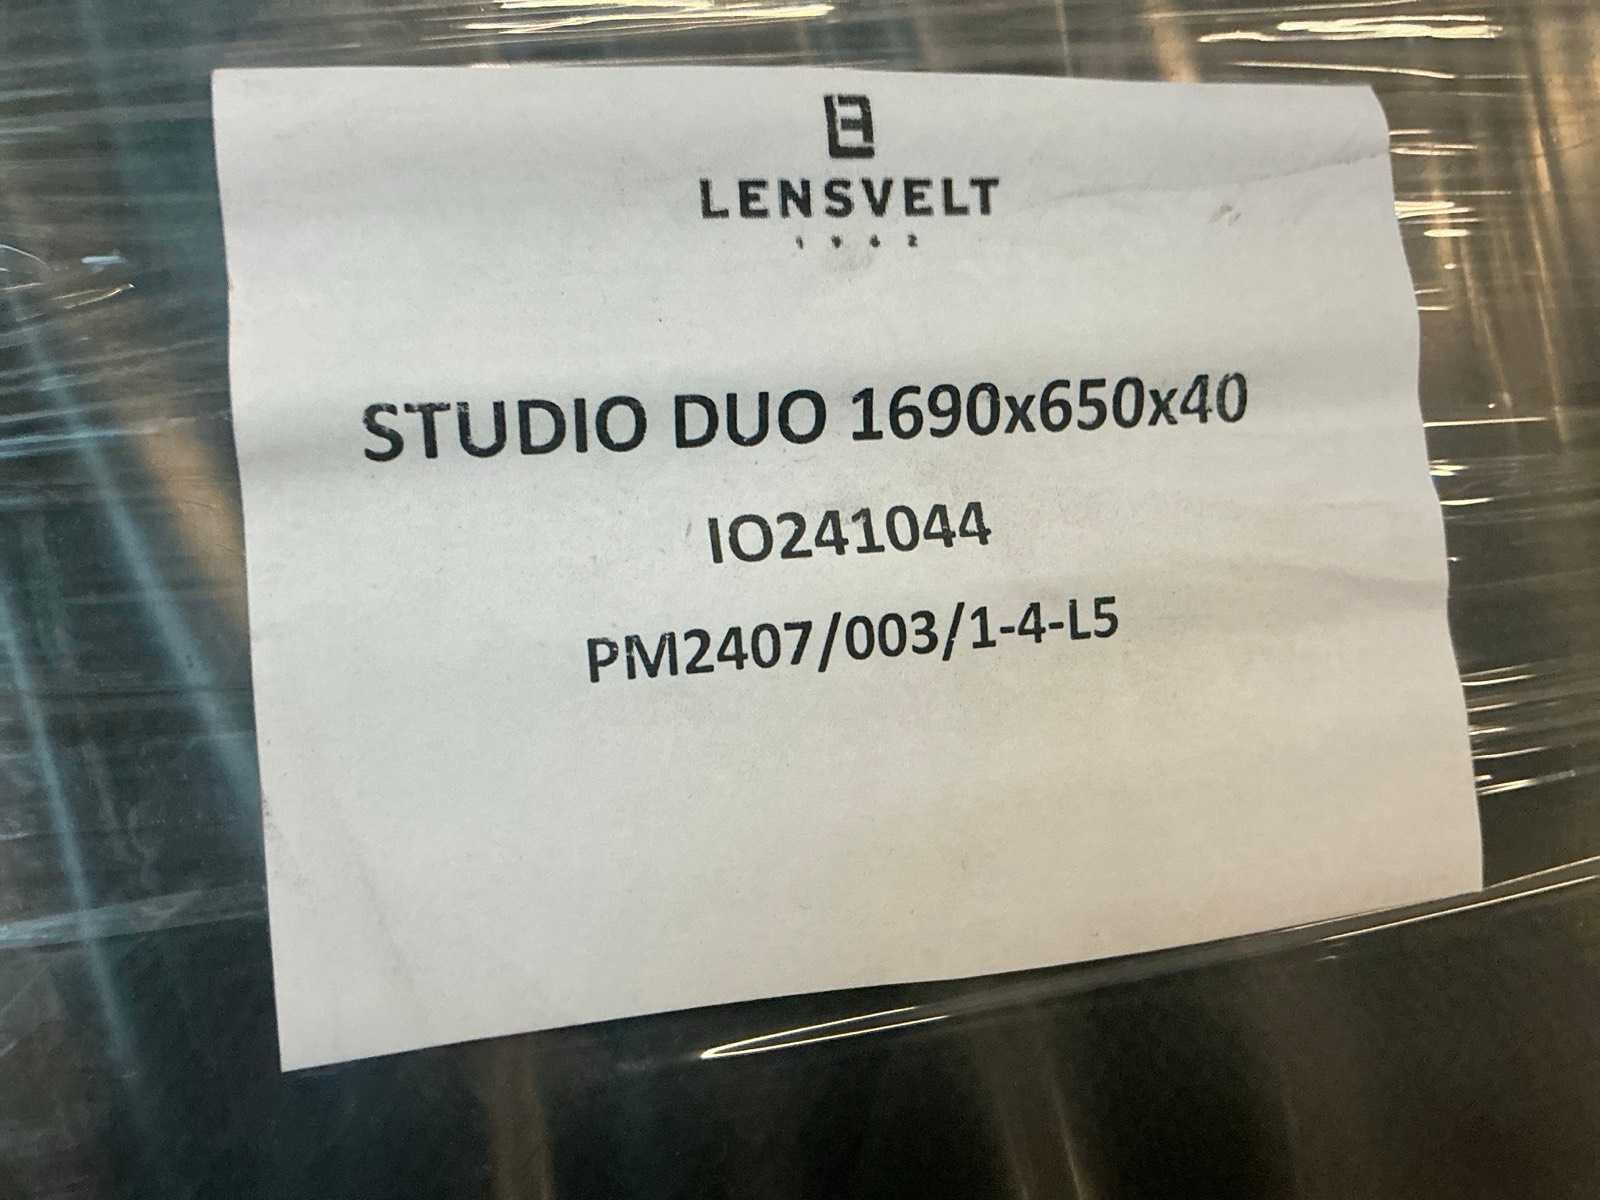 LENSVELT
1962
STUDIO DUO 1690x650x40
IO241044
PM2407/003/1-4-L5